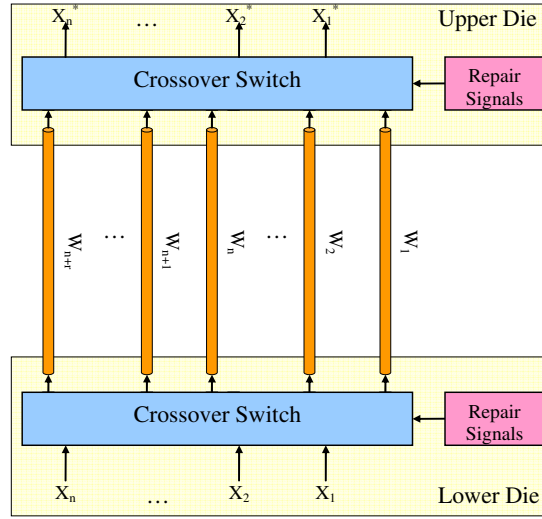 Xn* … X2* X1* Upper Die
Crossover Switch
Repair
Signals
Wn+r … Wn+1 Wn … W2 W1
Crossover Switch
Repair
Signals
Xn … X2 X1 Lower Die